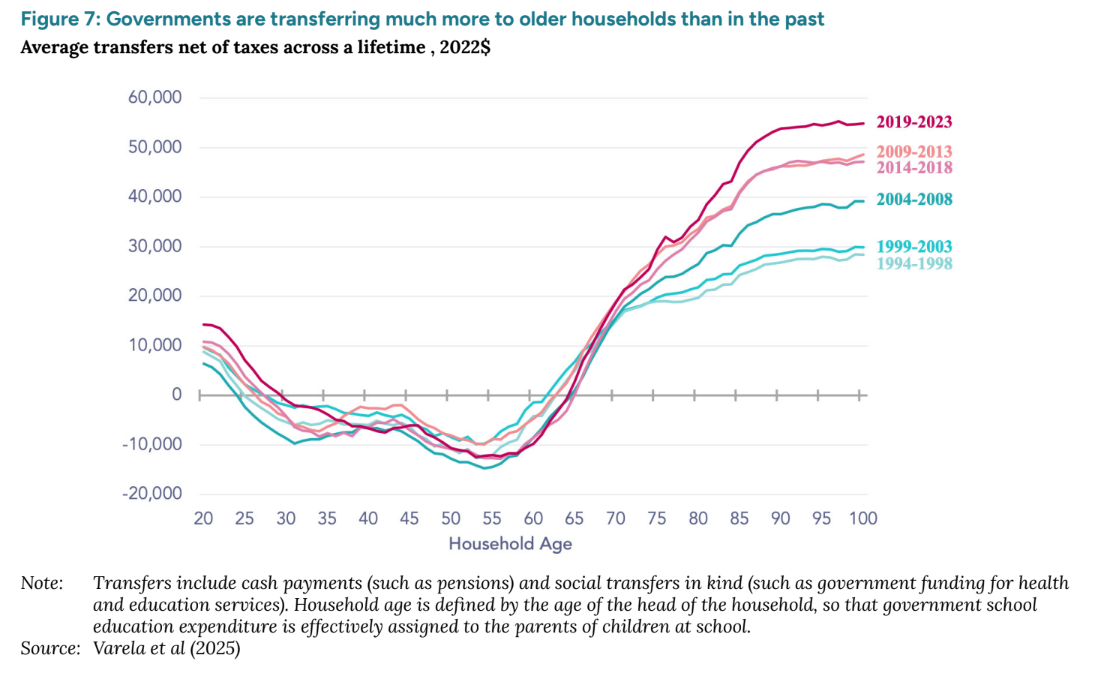 Figure 7: Governments are transferring much more to older households than in the past
Average transfers net of taxes across a lifetime , 2022$
60,000
50,000
40,000
30,000
20,000
10,000
0
-10,000
-20,000
2019-2023
2009-2013
2014-2018
2004-2008
1999-2003
1994-1998
20 25 30 35 40 45 50 55 60 65 70 75 80 85 90 95 100
Household Age
Note: Transfers include cash payments (such as pensions) and social transfers in kind (such as government funding for health
and education services). Household age is defined by the age of the head of the household, so that government school
education expenditure is effectively assigned to the parents of children at school.
Source: Varela et al (2025)